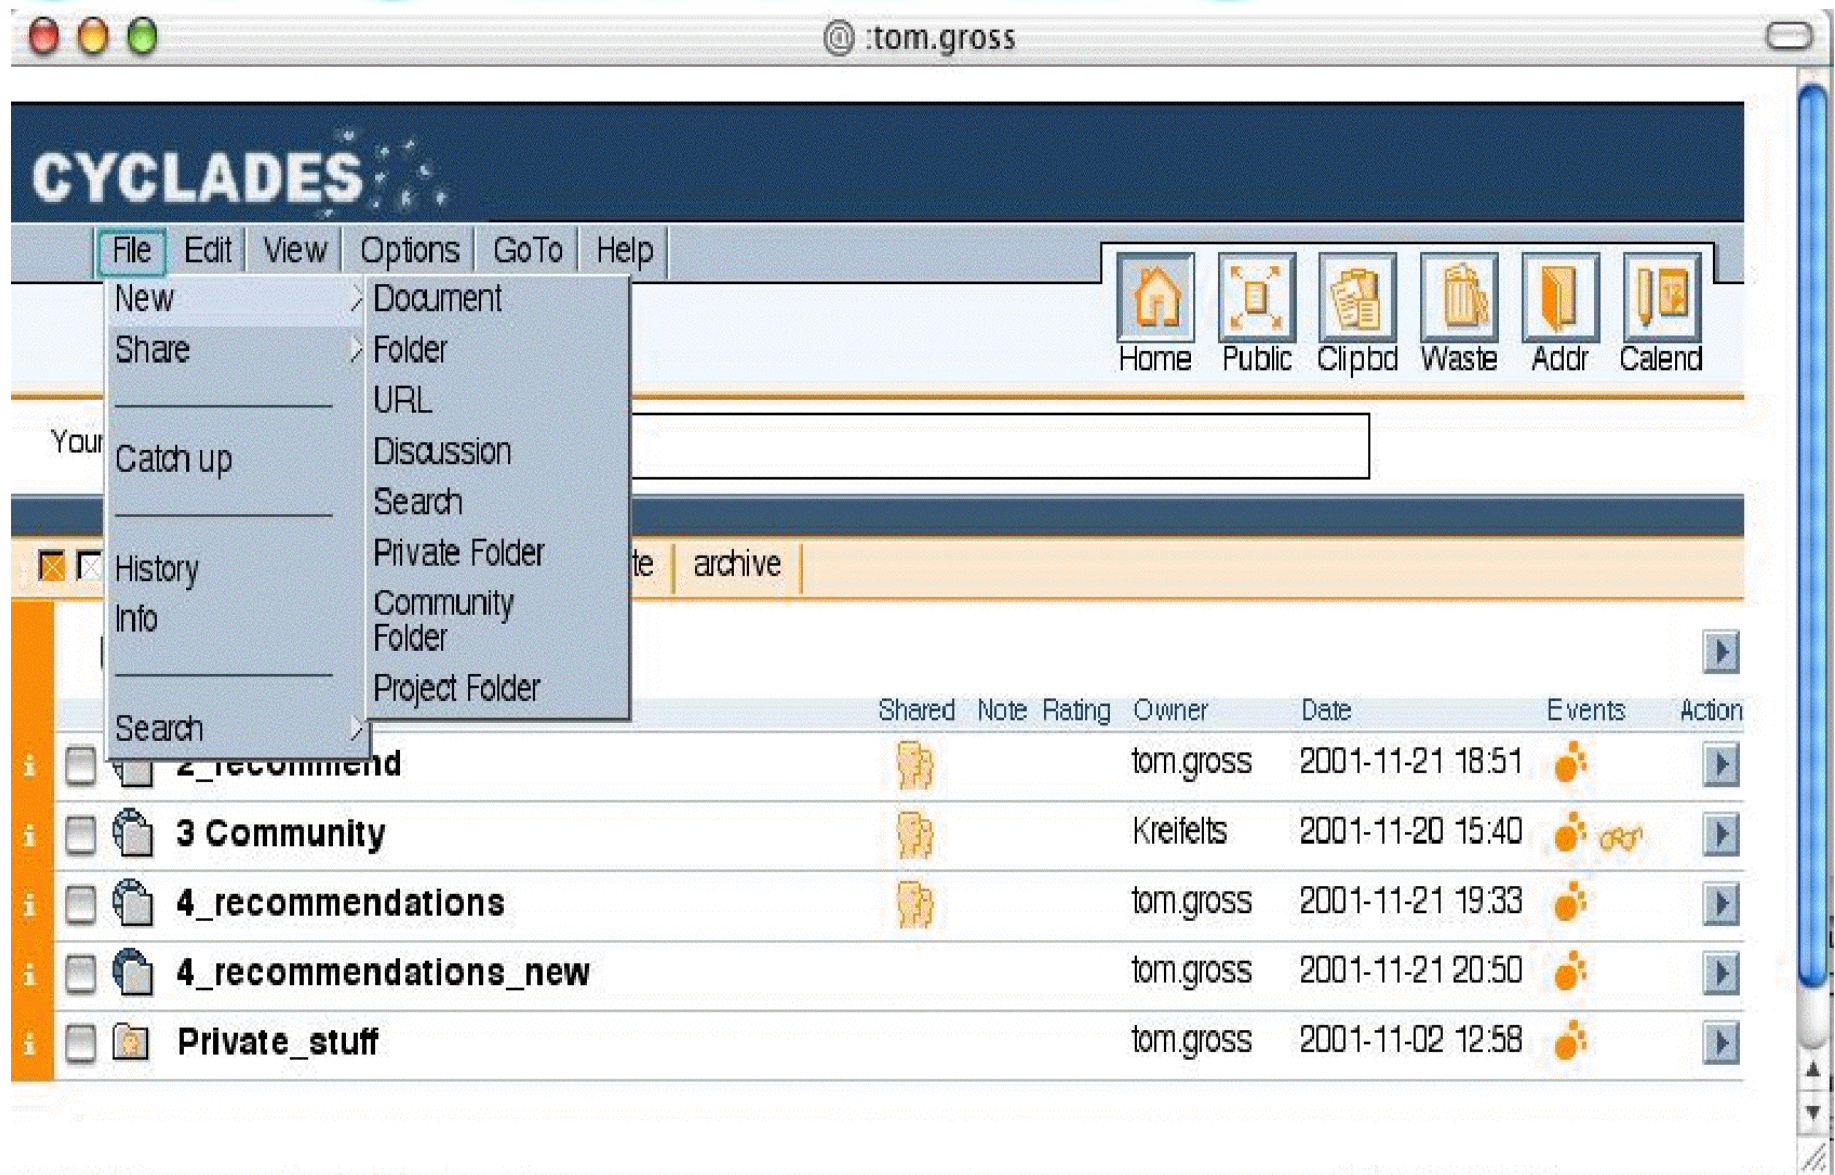 @ :tom.gross
CYCLADES
File Edit View Options GoTo Help
New Document
Share Folder
URL
Catch up Discussion
Search
History Private Folder
Info Community
Folder
Project Folder
Search
Home Public Clipbd Waste Addr Calend
Your
te archive
Shared Note Rating Owner Date Events Action
2_recommend tom.gross 2001-11-21 18:51
3 Community Kreifelts 2001-11-20 15:40
4_recommendations tom.gross 2001-11-21 19:33
4_recommendations_new tom.gross 2001-11-21 20:50
Private_stuff tom.gross 2001-11-02 12:58